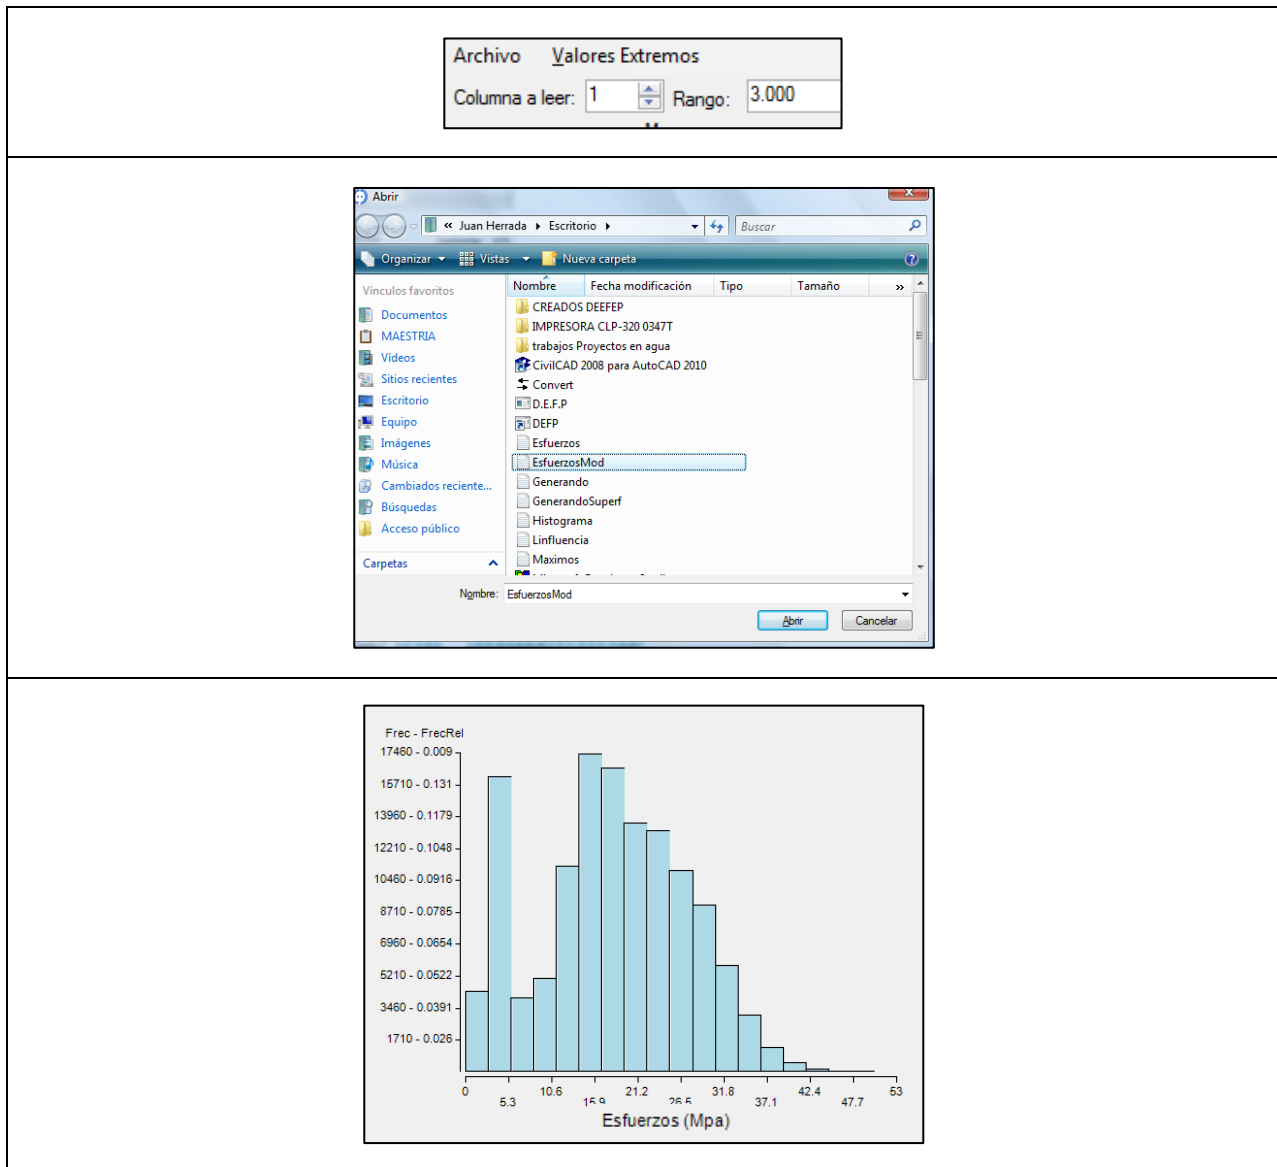 Archivo Valores Extremos
Columna a leer: 1 Rango: 3.000
Abrir
« Juan Herrada Escritorio Buscar
Organizar Vistas Nueva carpeta
Vínculos favoritos
Documentos
MAESTRIA
Vídeos
Sitios recientes
Escritorio
Equipo
Imágenes
Música
Cambiados reciente...
Búsquedas
Acceso público
Carpetas
Nombre Fecha modificación Tipo Tamaño »
CREADOS DEEFEP
IMPRESORA CLP-320 0347T
trabajos Proyectos en agua
CivilCAD 2008 para AutoCAD 2010
Convert
D.E.F.P
DEFP
Esfuerzos
EsfuerzosMod
Generando
GenerandoSuperf
Histograma
Linfluencia
Maximos
Nombre: EsfuerzosMod
Abrir Cancelar
Frec - FrecRel
17460 - 0.009
15710 - 0.131
13960 - 0.1179
12210 - 0.1048
10460 - 0.0916
8710 - 0.0785
6960 - 0.0654
5210 - 0.0522
3460 - 0.0391
1710 - 0.026
0 10.6 21.2 31.8 42.4 53
5.3 15.9 26.5 37.1 47.7
Esfuerzos (Mpa)